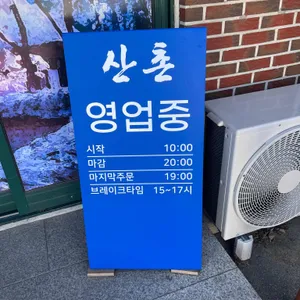 산촌
영업중
시작 10:00
마감 20:00
마지막주문 19:00
브레이크타임 15~17시